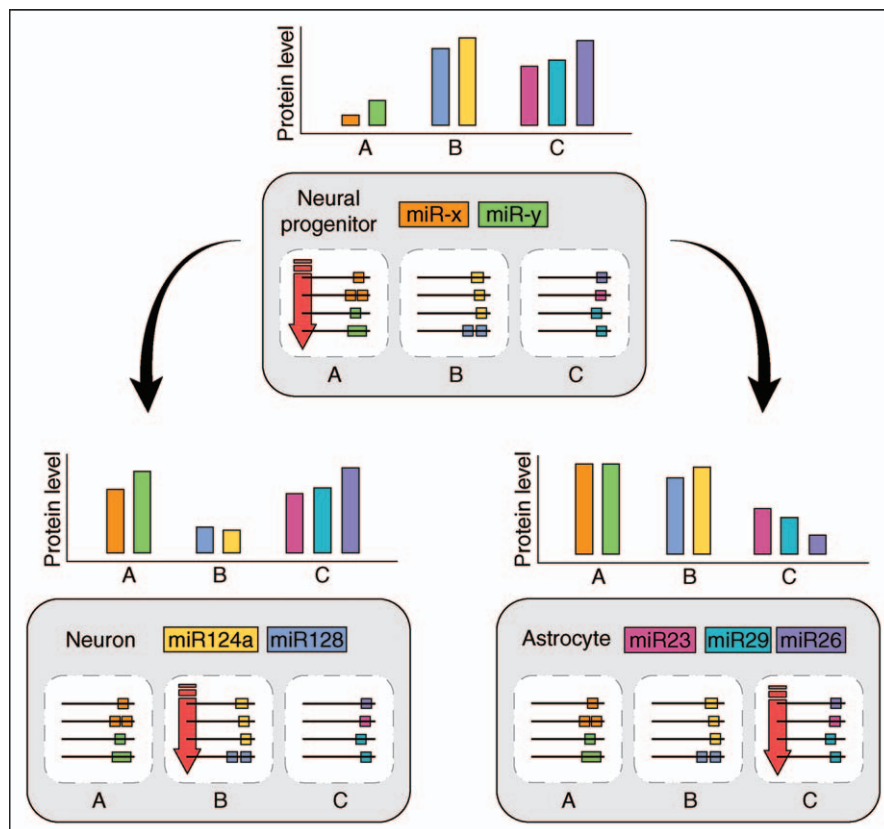 Protein level
A B C
Neural
progenitor
miR-x miR-y
A B C
Protein level
A B C
Neuron miR124a miR128
A B C
Protein level
A B C
Astrocyte miR23 miR29 miR26
A B C